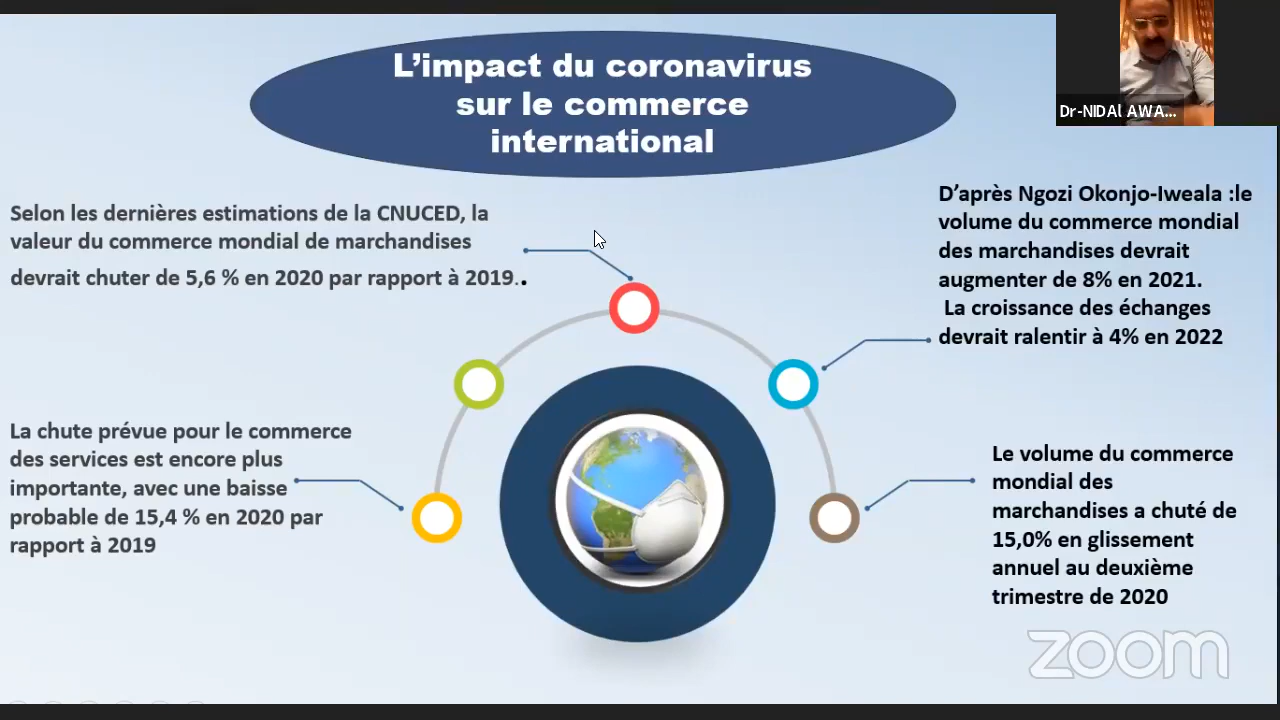 L’impact du coronavirus
sur le commerce
international
Dr-NIDAl AWA...
Selon les dernières estimations de la CNUCED, la
valeur du commerce mondial de marchandises
devrait chuter de 5,6 % en 2020 par rapport à 2019..
D’après Ngozi Okonjo-Iweala :le
volume du commerce mondial
des marchandises devrait
augmenter de 8% en 2021.
La croissance des échanges
devrait ralentir à 4% en 2022
La chute prévue pour le commerce
des services est encore plus
importante, avec une baisse
probable de 15,4 % en 2020 par
rapport à 2019
Le volume du commerce
mondial des
marchandises a chuté de
15,0% en glissement
annuel au deuxième
trimestre de 2020
zoom